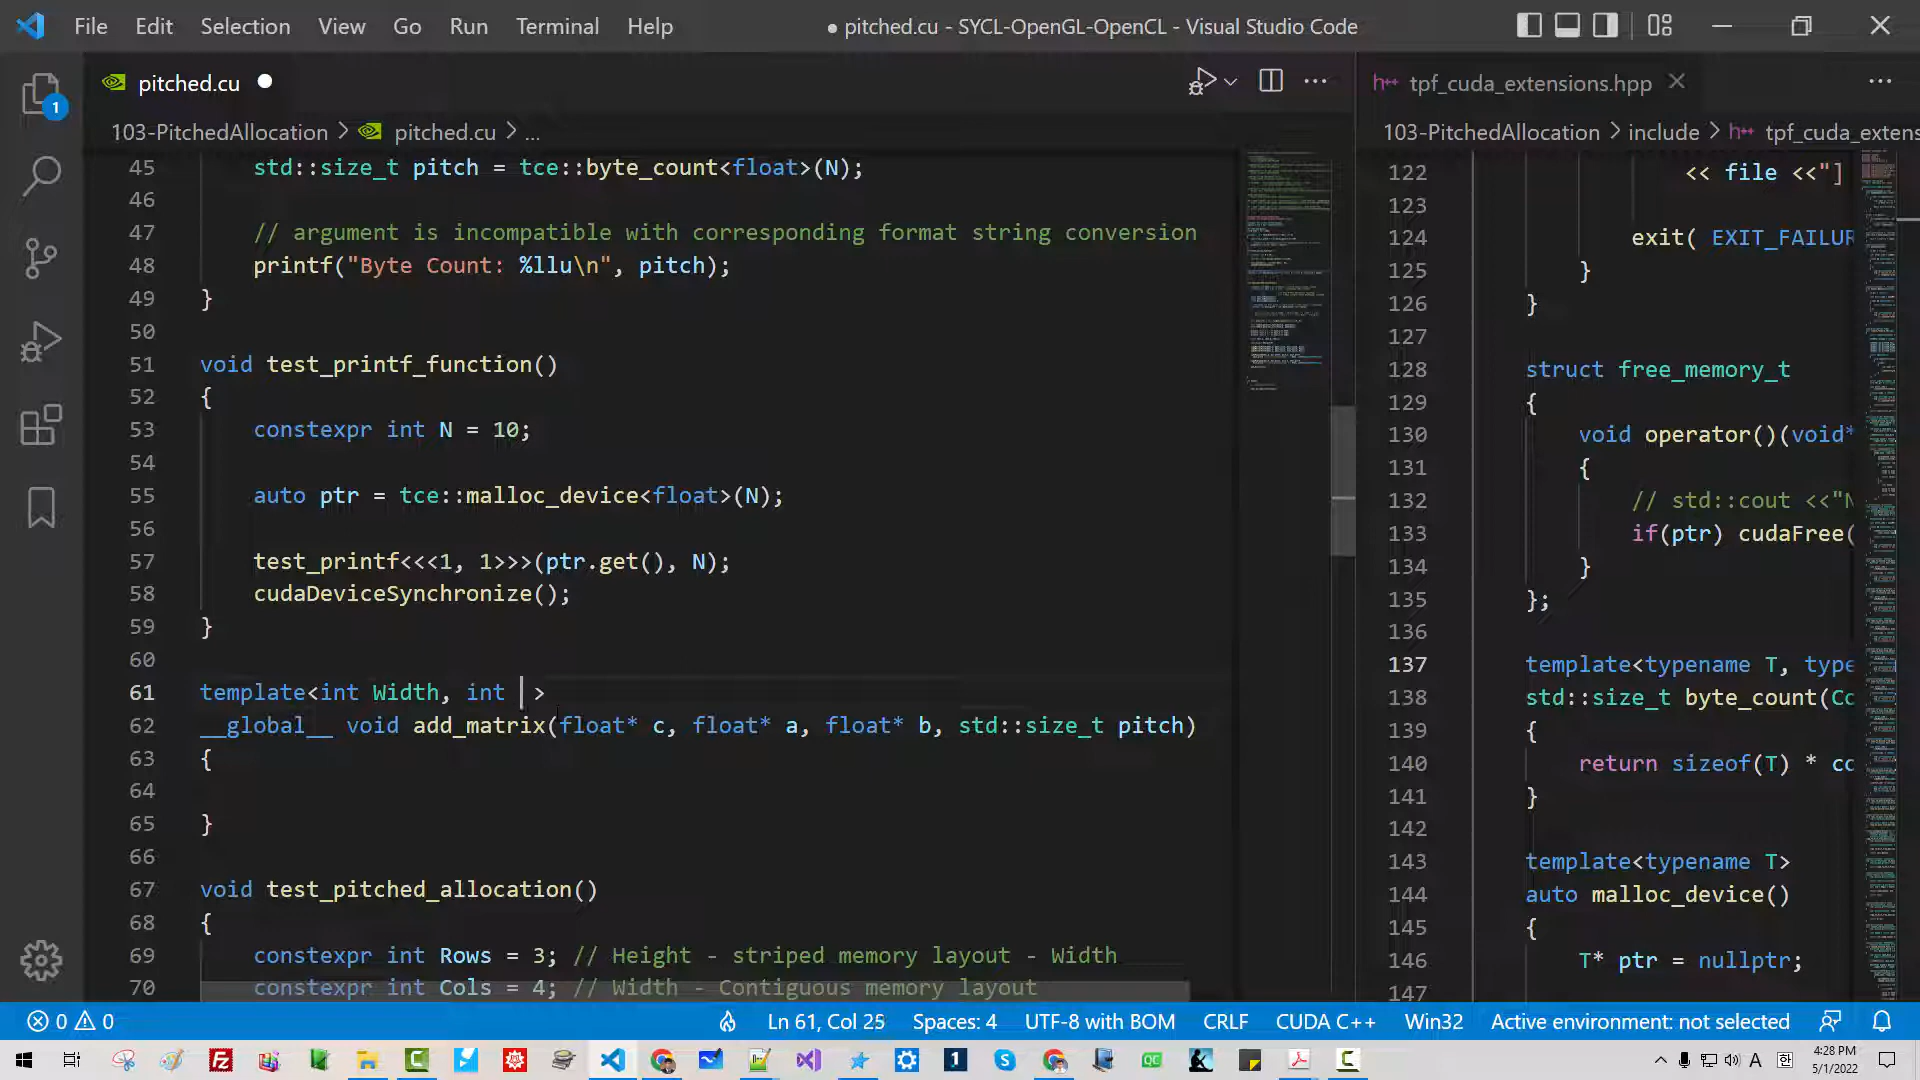 File Edit Selection View Go Run Terminal Help
● pitched.cu - SYCL-OpenGL-OpenCL - Visual Studio Code
pitched.cu
103-PitchedAllocation > pitched.cu > ...
45 std::size_t pitch = tce::byte_count<float>(N);
46
47 // argument is incompatible with corresponding format string conversion
48 printf("Byte Count: %llu\n", pitch);
49 }
50
51 void test_printf_function()
52 {
53 constexpr int N = 10;
54
55 auto ptr = tce::malloc_device<float>(N);
56
57 test_printf<<<1, 1>>>(ptr.get(), N);
58 cudaDeviceSynchronize();
59 }
60
61 template<int Width, int >
62 __global__ void add_matrix(float* c, float* a, float* b, std::size_t pitch)
63 {
64
65 }
66
67 void test_pitched_allocation()
68 {
69 constexpr int Rows = 3; // Height - striped memory layout - Width
70 constexpr int Cols = 4; // Width - Contiguous memory layout
tpf_cuda_extensions.hpp
103-PitchedAllocation > include > tpf_cuda_extens
122 << file <<"]
123
124 exit( EXIT_FAILUR
125 }
126 }
127
128 struct free_memory_t
129 {
130 void operator()(void*
131 {
132 // std::cout <<"N
133 if(ptr) cudaFree(
134 }
135 };
136
137 template<typename T, type
138 std::size_t byte_count(Co
139 {
140 return sizeof(T) * co
141 }
142
143 template<typename T>
144 auto malloc_device()
145 {
146 T* ptr = nullptr;
147
1
0 0 Ln 61, Col 25 Spaces: 4 UTF-8 with BOM CRLF CUDA C++ Win32 Active environment: not selected
A 한 4:28 PM
5/1/2022